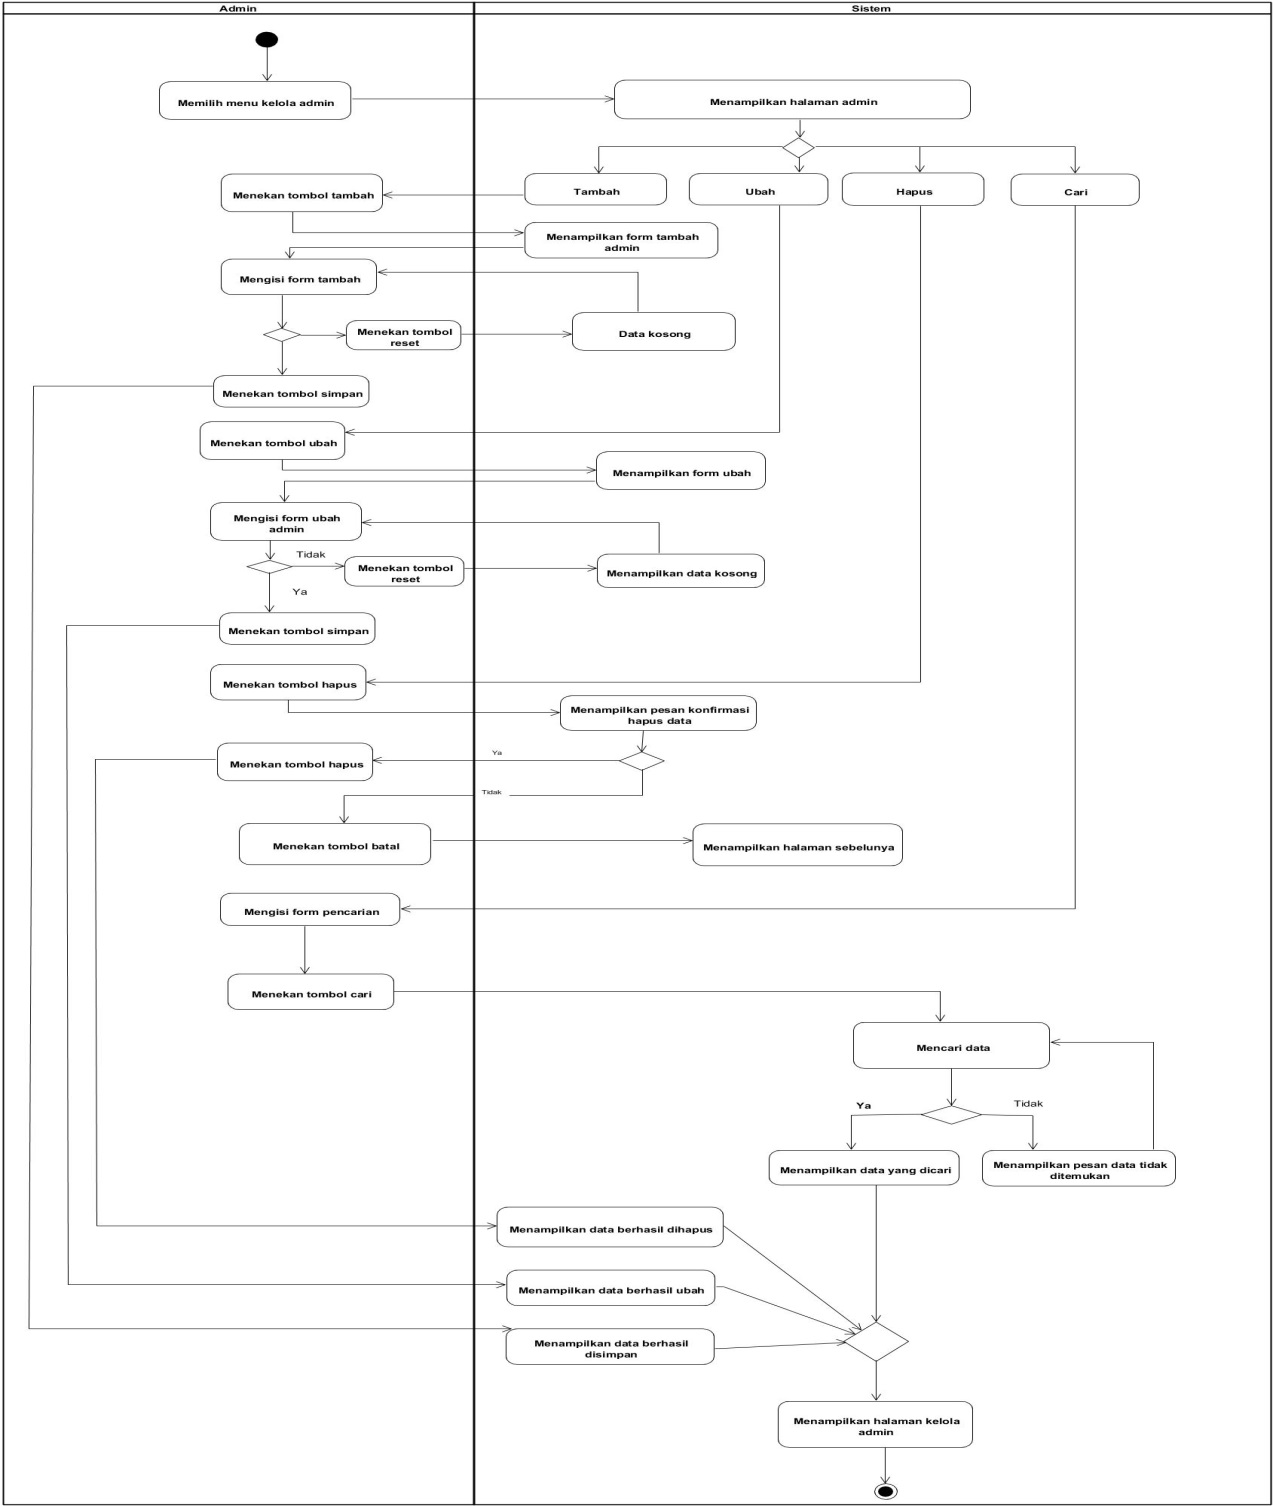 Admin
Sistem
Memilih menu kelola admin
Menampilkan halaman admin
Tambah
Ubah
Hapus
Cari
Menekan tombol tambah
Menampilkan form tambah
admin
Mengisi form tambah
Menekan tombol
reset
Data kosong
Menekan tombol simpan
Menekan tombol ubah
Menampilkan form ubah
Mengisi form ubah
admin
Tidak
Menekan tombol
reset
Menampilkan data kosong
Ya
Menekan tombol simpan
Menekan tombol hapus
Menampilkan pesan konfirmasi
hapus data
Ya
Menekan tombol hapus
Tidak
Menekan tombol batal
Menampilkan halaman sebelunya
Mengisi form pencarian
Menekan tombol cari
Mencari data
Ya
Tidak
Menampilkan data yang dicari
Menampilkan pesan data tidak
ditemukan
Menampilkan data berhasil dihapus
Menampilkan data berhasil ubah
Menampilkan data berhasil
disimpan
Menampilkan halaman kelola
admin